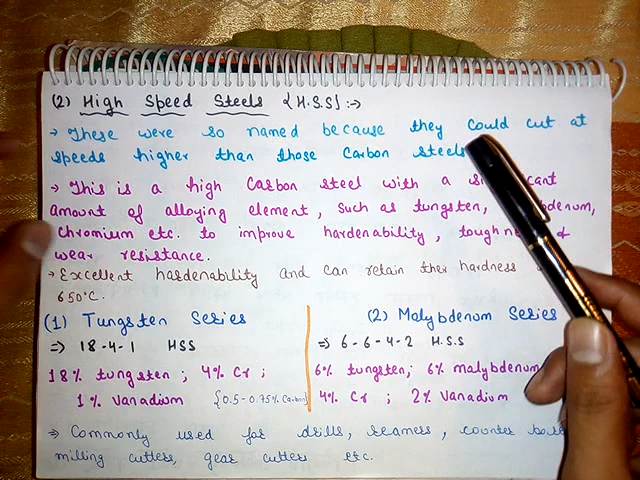 (2) High Speed Steels {H.S.S} :→
→ These were so named because they could cut at
speeds higher than those Carbon steels
→ This is a high Carbon steel with a
amount of alloying element, such as tungsten,
Chromium etc. to improve hardenability,
wear resistance.
→ Excellent hardenability and can retain ther hardness
650°C.
(1) Tungsten Series
⇒ 18-4-1 HSS
18% tungsten ; 4% Cr ;
1% Vanadium {0.5-0.75% Carbon}
(2) Malybdenum Series
⇒ 6-6-4-2 H.S.S
6% tungsten; 6% malybdenum
4% Cr ; 2% Vanadium
⇒ Commonly used for drills, reamers, counter
milling cutters, gear cutters etc.